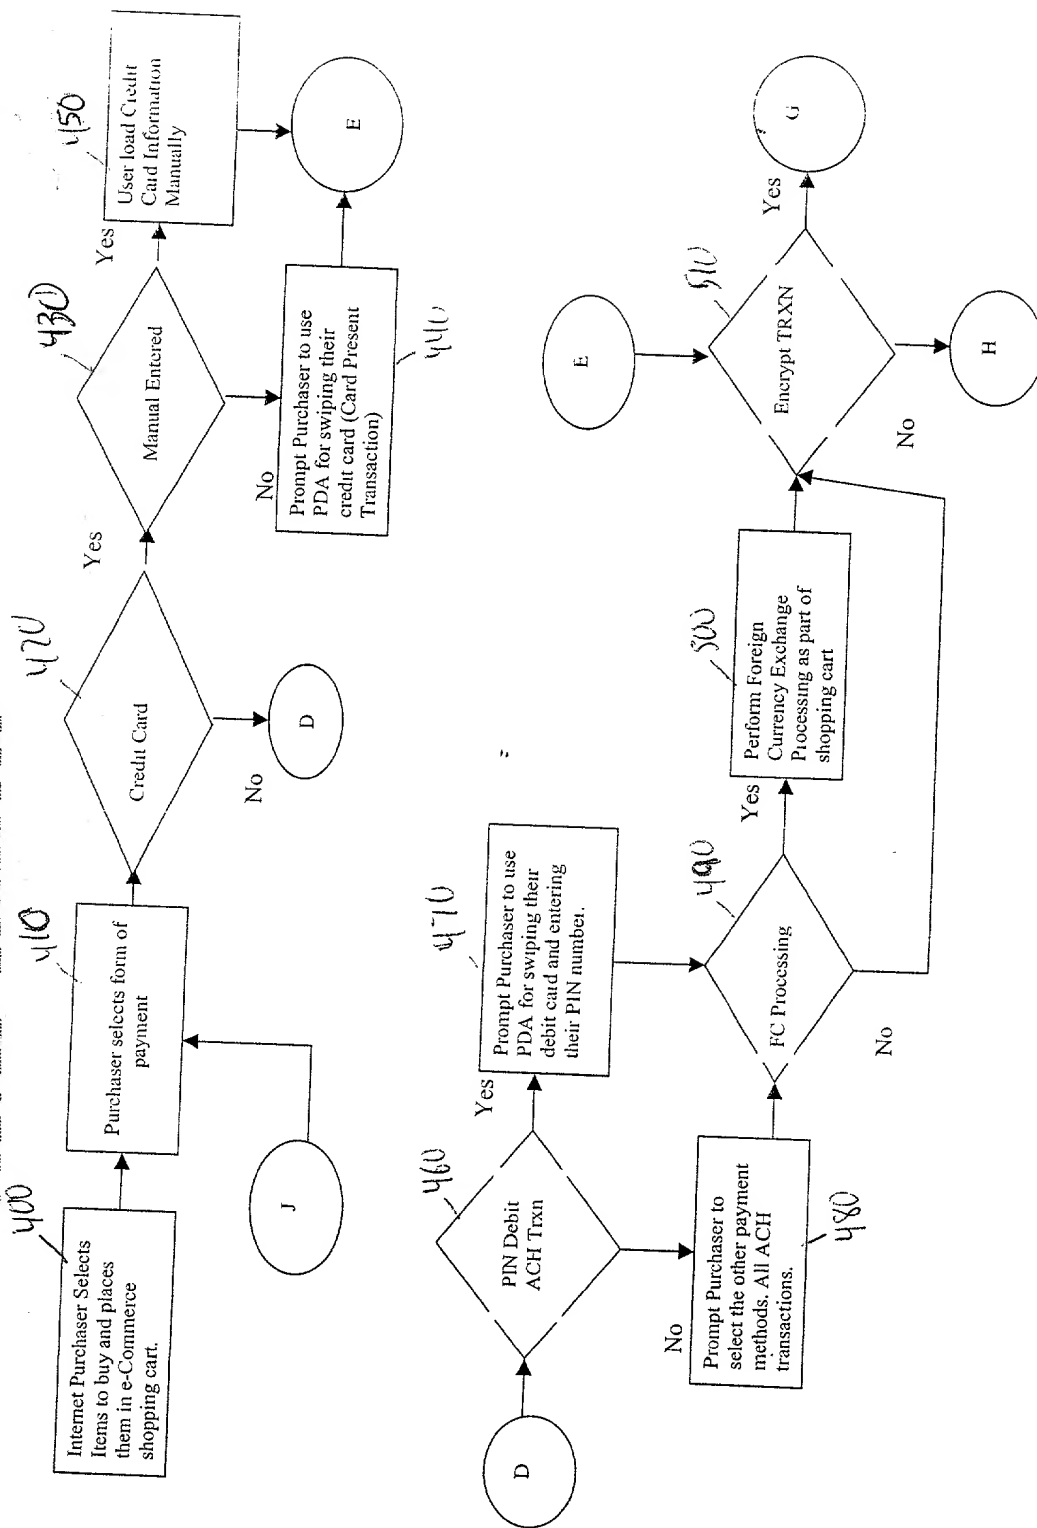 400
Internet Purchaser Selects
Items to buy and places
them in e-Commerce
shopping cart.
410
Purchaser selects form of
payment
J
420
Credit Card
Yes
No
D
430
Manual Entered
Yes
No
450
User load Credit
Card Information
Manually
Prompt Purchaser to use
PDA for swiping their
credit card (Card Present
Transaction)
440
E
D
460
PIN Debit
ACH Trxn
Yes
No
470
Prompt Purchaser to use
PDA for swiping their
debit card and entering
their PIN number.
Prompt Purchaser to
select the other payment
methods. All ACH
transactions.
480
490
FC Processing
Yes
No
500
Perform Foreign
Currency Exchange
Processing as part of
shopping cart
E
510
Encrypt TRXN
Yes
No
G
H